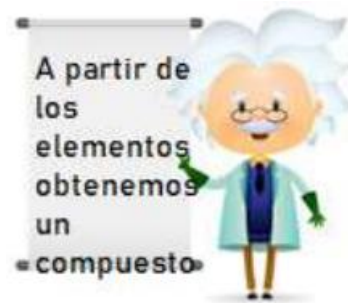 A partir de
los
elementos
obtenemos
un
compuesto